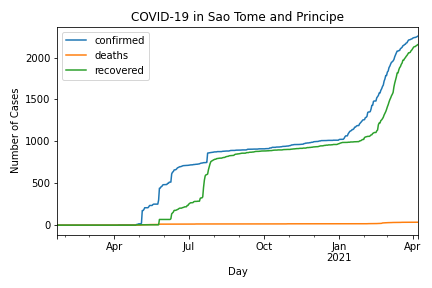 COVID-19 in Sao Tome and Principe
confirmed
deaths
recovered
Number of Cases
2000
1500
1000
500
0
Apr
Jul
Oct
Jan
2021
Apr
Day